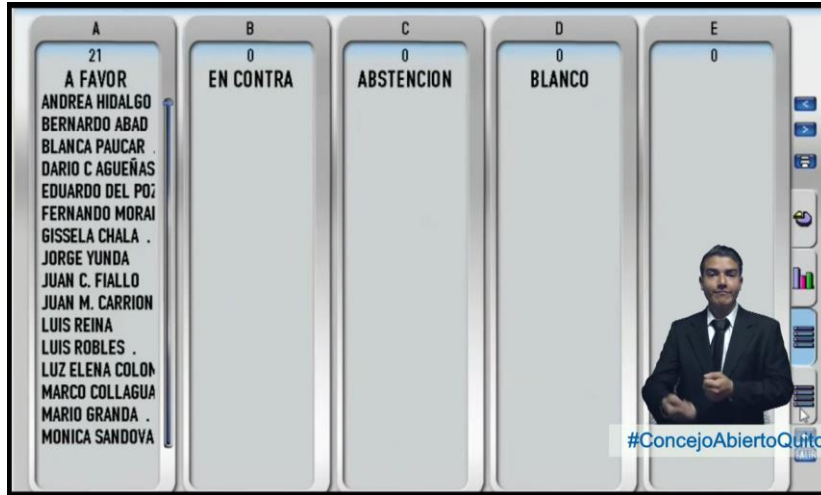 A
21
A FAVOR
ANDREA HIDALGO
BERNARDO ABAD
BLANCA PAUCAR .
DARIO C AGUEÑAS
EDUARDO DEL POZ
FERNANDO MORAI
GISSELA CHALA .
JORGE YUNDA
JUAN C. FIALLO
JUAN M. CARRION
LUIS REINA
LUIS ROBLES .
LUZ ELENA COLON
MARCO COLLAGUA
MARIO GRANDA .
MONICA SANDOVA
B
0
EN CONTRA
C
0
ABSTENCION
D
0
BLANCO
E
0
#ConcejoAbiertoQuito